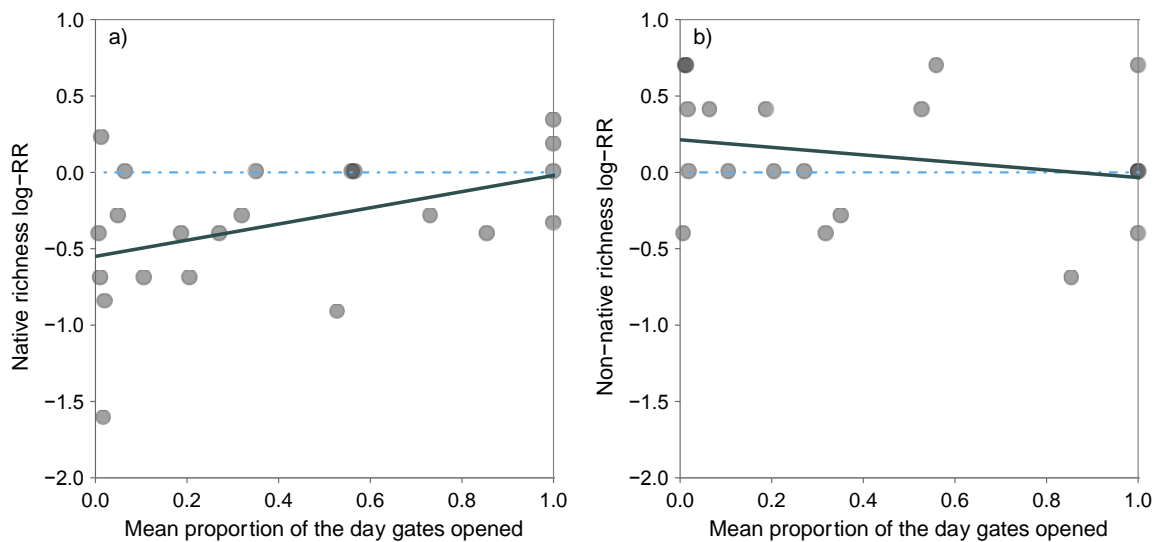 a)
1.0
0.5
0.0
−0.5
−1.0
−1.5
−2.0
Native richness log−RR
0.0 0.2 0.4 0.6 0.8 1.0
Mean proportion of the day gates opened
b)
1.0
0.5
0.0
−0.5
−1.0
−1.5
−2.0
Non−native richness log−RR
0.0 0.2 0.4 0.6 0.8 1.0
Mean proportion of the day gates opened